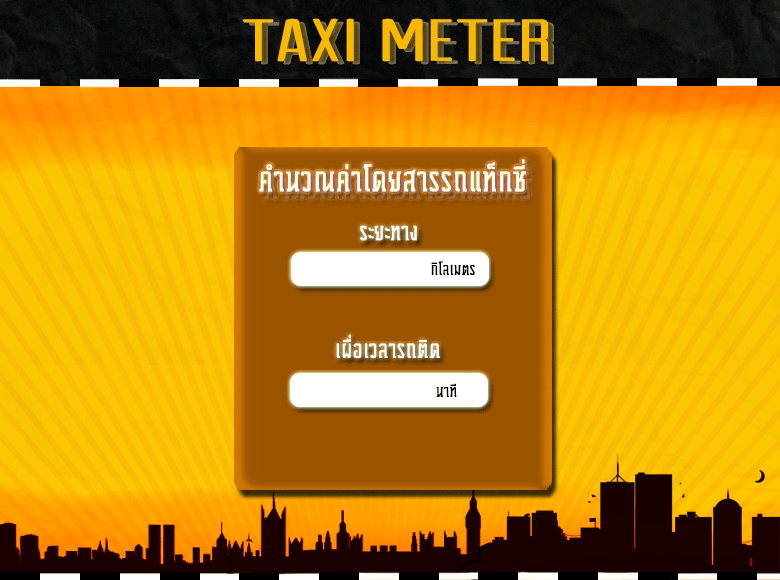 TAXI METER
คำนวณค่าโดยสารรถแท็กซี่
ระยะทาง
กิโลเมตร
เผื่อเวลารถติด
นาที